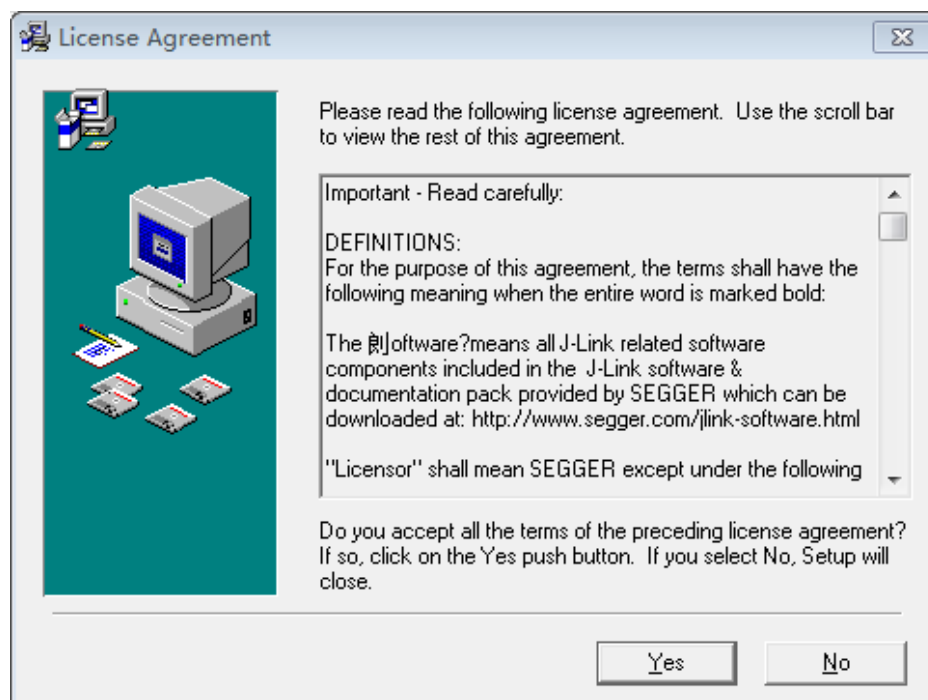 License Agreement
Please read the following license agreement. Use the scroll bar
to view the rest of this agreement.
Important - Read carefully:
DEFINITIONS:
For the purpose of this agreement, the terms shall have the
following meaning when the entire word is marked bold:
The 剆oftware?means all J-Link related software
components included in the J-Link software &
documentation pack provided by SEGGER which can be
downloaded at: http://www.segger.com/jlink-software.html
"Licensor" shall mean SEGGER except under the following
Do you accept all the terms of the preceding license agreement?
If so, click on the Yes push button. If you select No, Setup will
close.
Yes
No